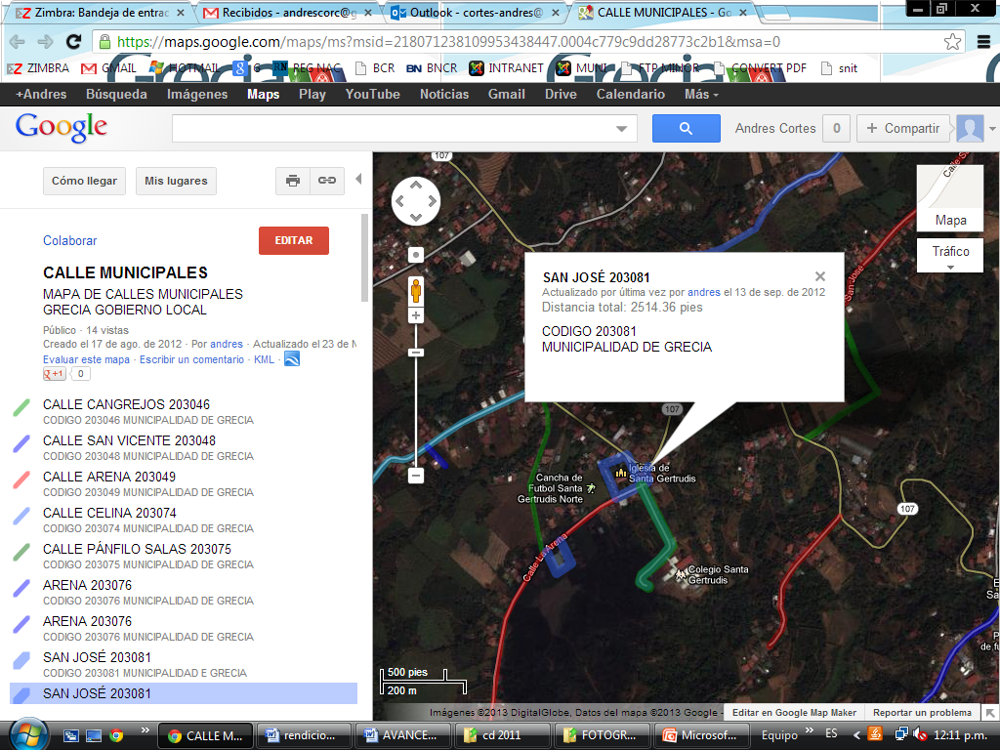 Zimbra: Bandeja de entrac
Recibidos - andrescorc@g
Outlook - cortes-andres@
CALLE MUNICIPALES - Go
https://maps.google.com/maps/ms?msid=218071238109953438447.0004c779c9dd28773c2b1&msa=0
ZIMBRA
GMAIL
HOTMAIL
G
REG NAC
BCR
BNCR
INTRANET
MUNI
FTP MINOR
CONVERT PDF
snit
+Andres Búsqueda Imágenes Maps Play YouTube Noticias Gmail Drive Calendario Más
Google
Andres Cortes
0
+ Compartir
Cómo llegar
Mis lugares
Colaborar
EDITAR
CALLE MUNICIPALES
MAPA DE CALLES MUNICIPALES
GRECIA GOBIERNO LOCAL
Público · 14 vistas
Creado el 17 de ago. de 2012 · Por andres · Actualizado el 23 de N
Evaluar este mapa · Escribir un comentario · KML ·
g +1 0
CALLE CANGREJOS 203046
CODIGO 203046 MUNICIPALIDAD DE GRECIA
CALLE SAN VICENTE 203048
CODIGO 203048 MUNICIPALIDAD DE GRECIA
CALLE ARENA 203049
CODIGO 203049 MUNICIPALIDAD DE GRECIA
CALLE CELINA 203074
CODIGO 203074 MUNICIPALIDAD DE GRECIA
CALLE PÁNFILO SALAS 203075
CODIGO 203075 MUNICIPALIDAD DE GRECIA
ARENA 203076
CODIGO 203076 MUNICIPALIDAD DE GRECIA
ARENA 203076
CODIGO 203076 MUNICIPALIDAD DE GRECIA
SAN JOSÉ 203081
CODIGO 203081 MUNICIPALIDAD E GRECIA
SAN JOSÉ 203081
107
Mapa
Tráfico
San José
SAN JOSÉ 203081
Actualizado por última vez por andres el 13 de sep. de 2012
Distancia total: 2514.36 pies
CODIGO 203081
MUNICIPALIDAD DE GRECIA
107
Iglesia de
Santa Gertrudis
Cancha de
Futbol Santa
Gertrudis Norte
107
Calle La Arena
Colegio Santa
Gertrudis
500 pies
200 m
Imágenes ©2013 DigitalGlobe, Datos del mapa ©2013 Google -
Editar en Google Map Maker
Reportar un problema
CALLE M...
rendicio...
AVANCE...
cd 2011
FOTOGR...
Microsof...
Equipo
ES
12:11 p.m.